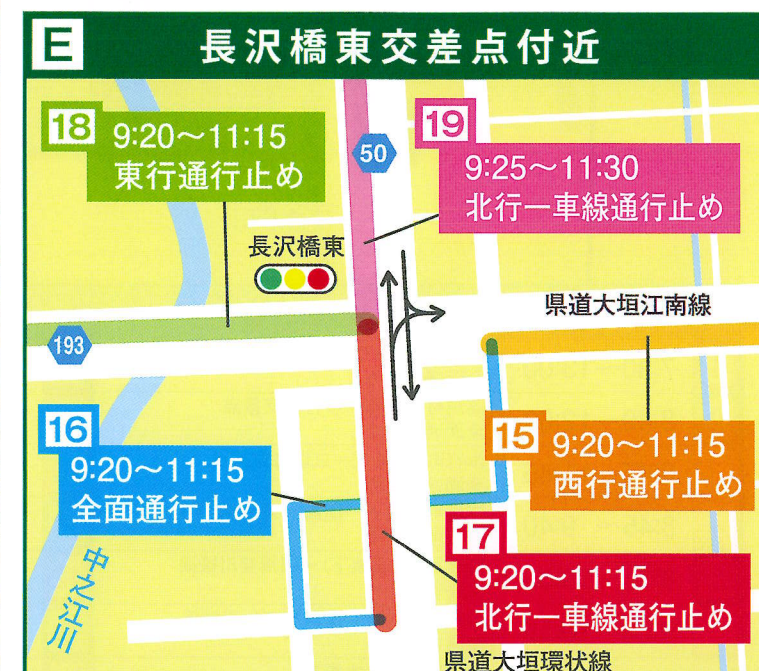 E
長沢橋東交差点付近
18
9:20～11:15
東行通行止め
19
9:25～11:30
北行一車線通行止め
50
長沢橋東
県道大垣江南線
193
16
9:20～11:15
全面通行止め
15
9:20～11:15
西行通行止め
17
9:20～11:15
北行一車線通行止め
中之江川
県道大垣環状線